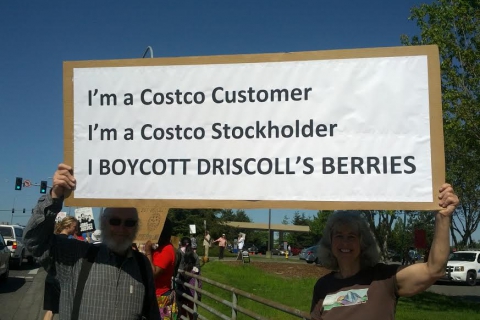 I'm a Costco Customer
I'm a Costco Stockholder
I BOYCOTT DRISCOLL'S BERRIES